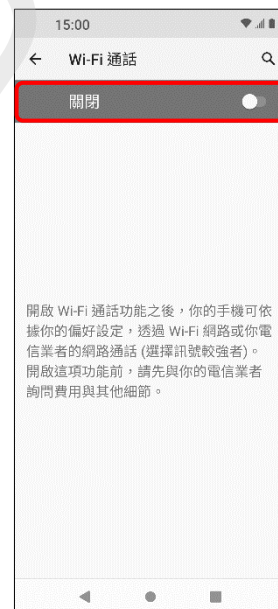 15:00
Wi-Fi 通話
關閉
開啟 Wi-Fi 通話功能之後，你的手機可依
據你的偏好設定，透過 Wi-Fi 網路或你電
信業者的網路通話 (選擇訊號較強者)。
開啟這項功能前，請先與你的電信業者
詢問費用與其他細節。